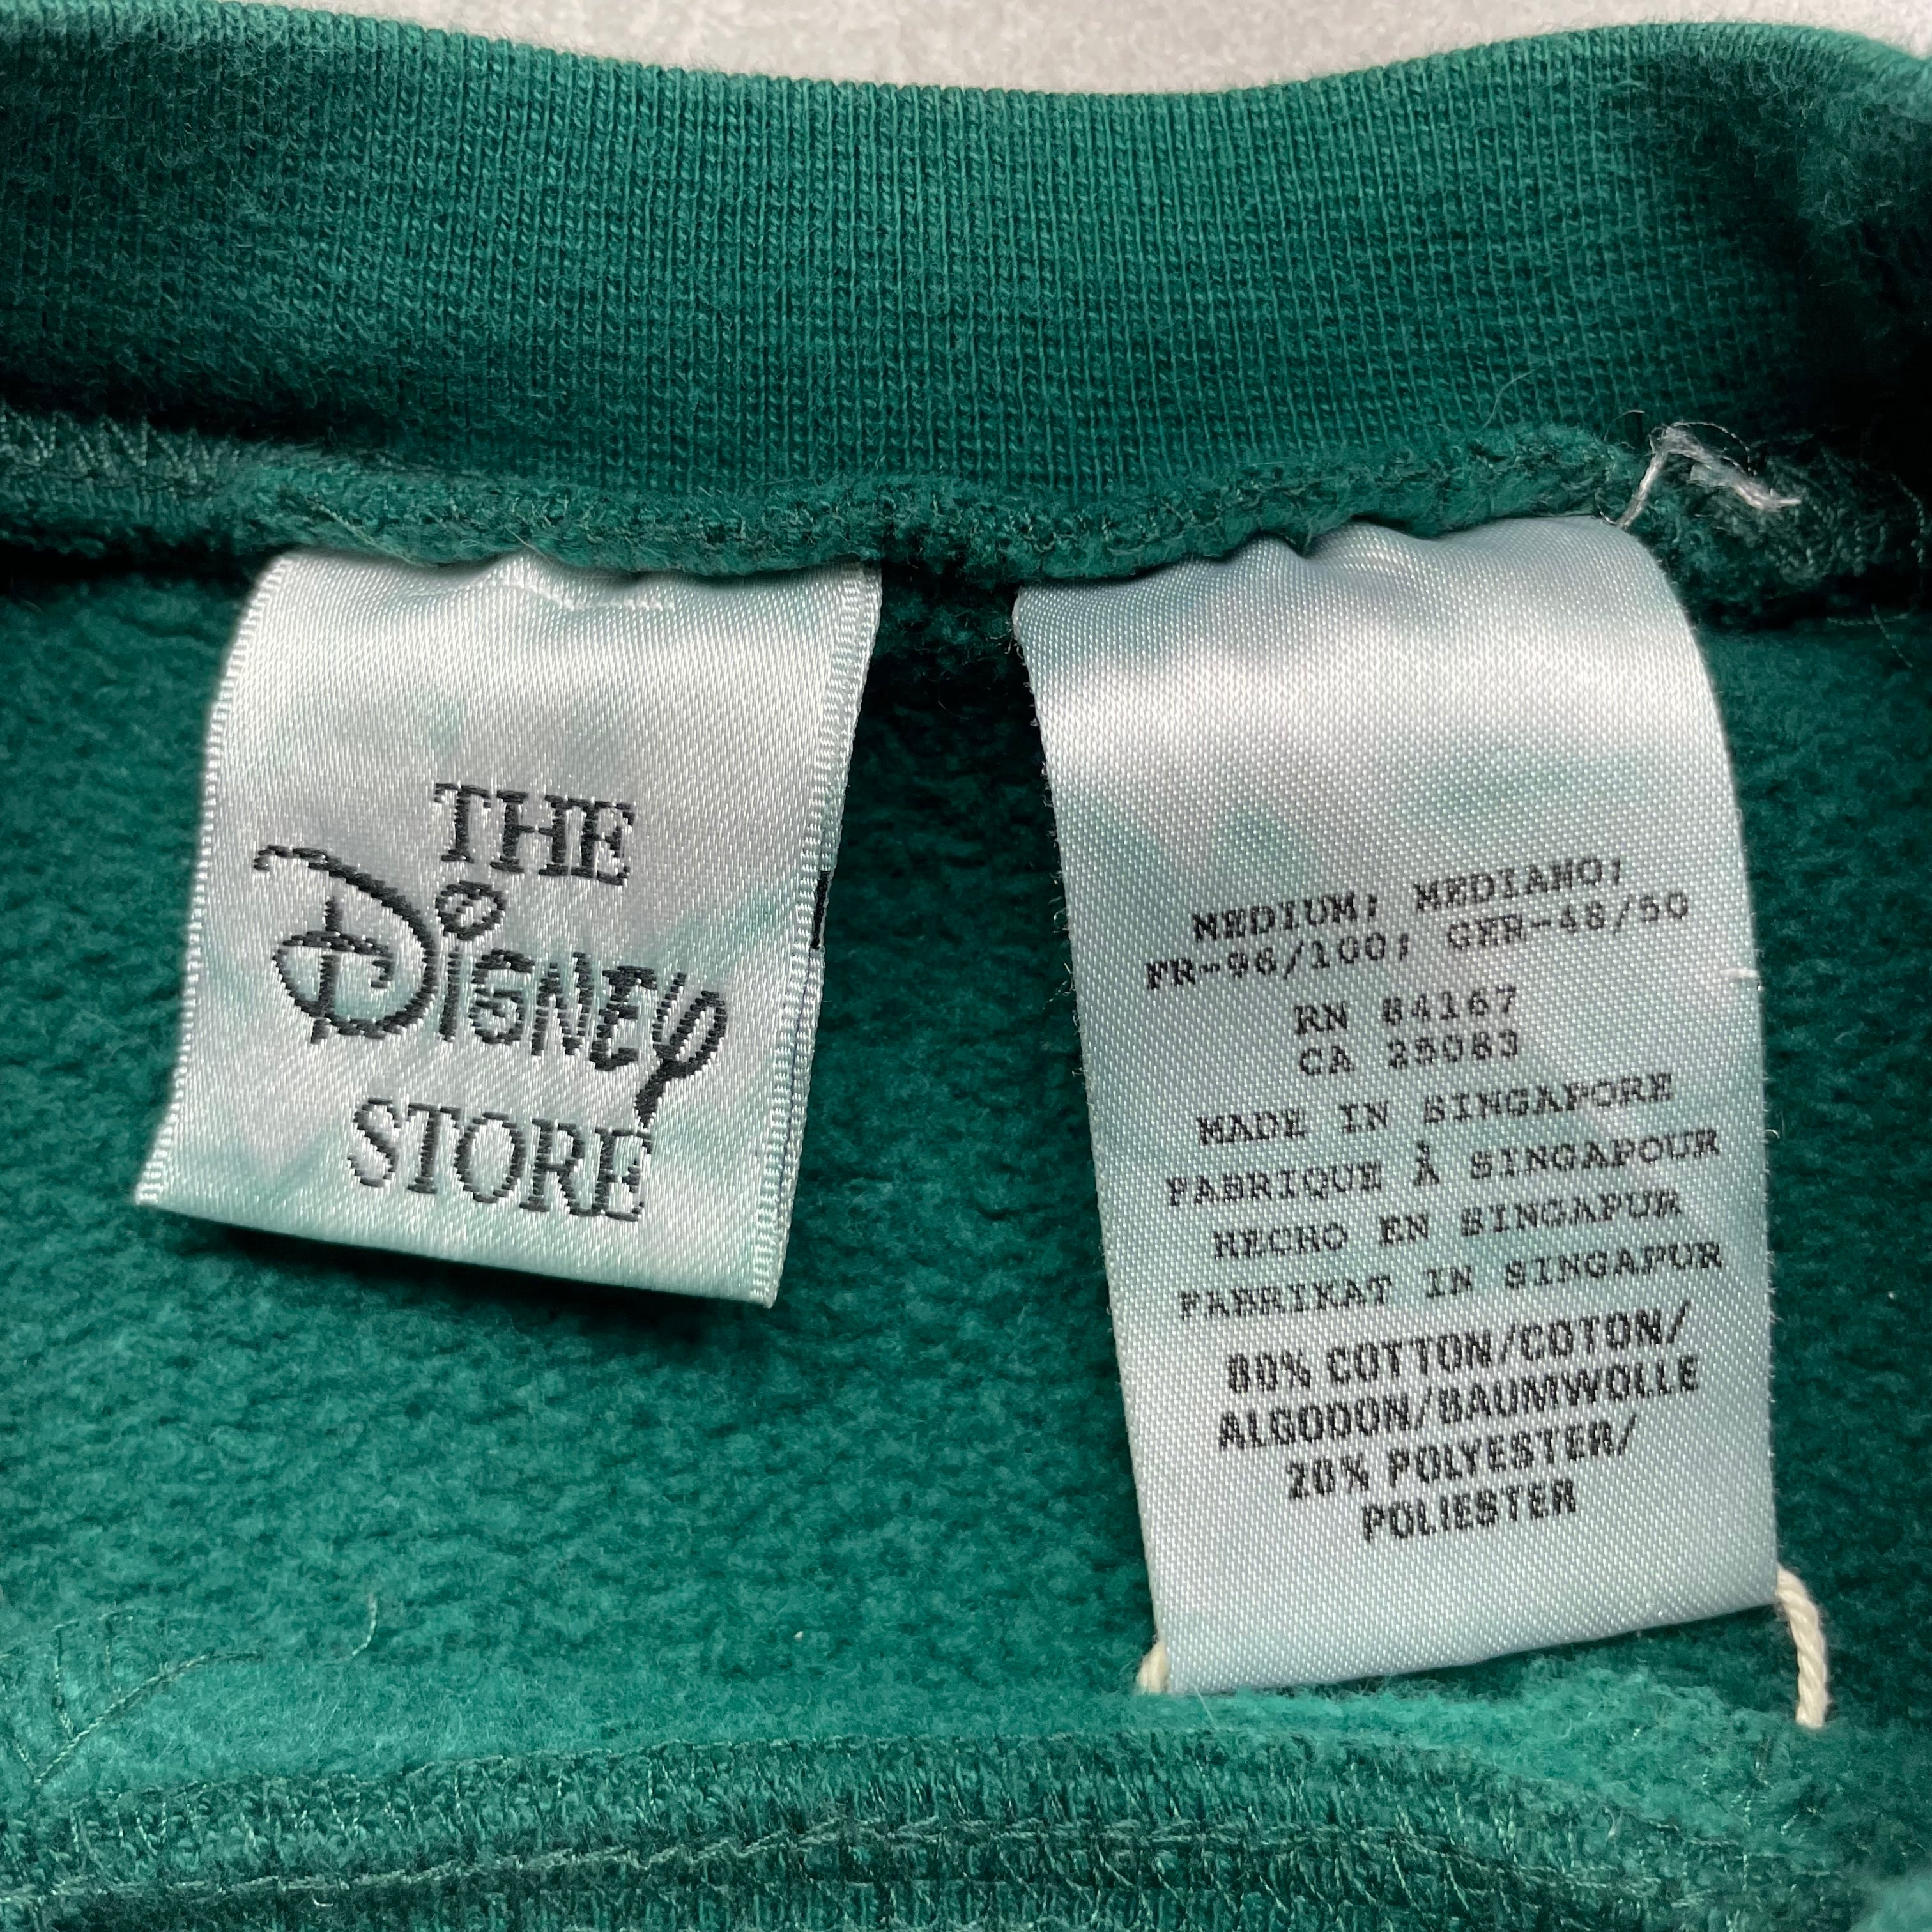 THE
DiSNEY
STORE
MEDIUM; MEDIANO;
FR-96/100; GER-48/50
RN 84167
CA 25083
MADE IN SINGAPORE
FABRIQUE À SINGAPOUR
HECHO EN SINGAPUR
FABRIKAT IN SINGAPUR
80% COTTON/COTON/
ALGODON/BAUMWOLLE
20% POLYESTER/
POLIESTER